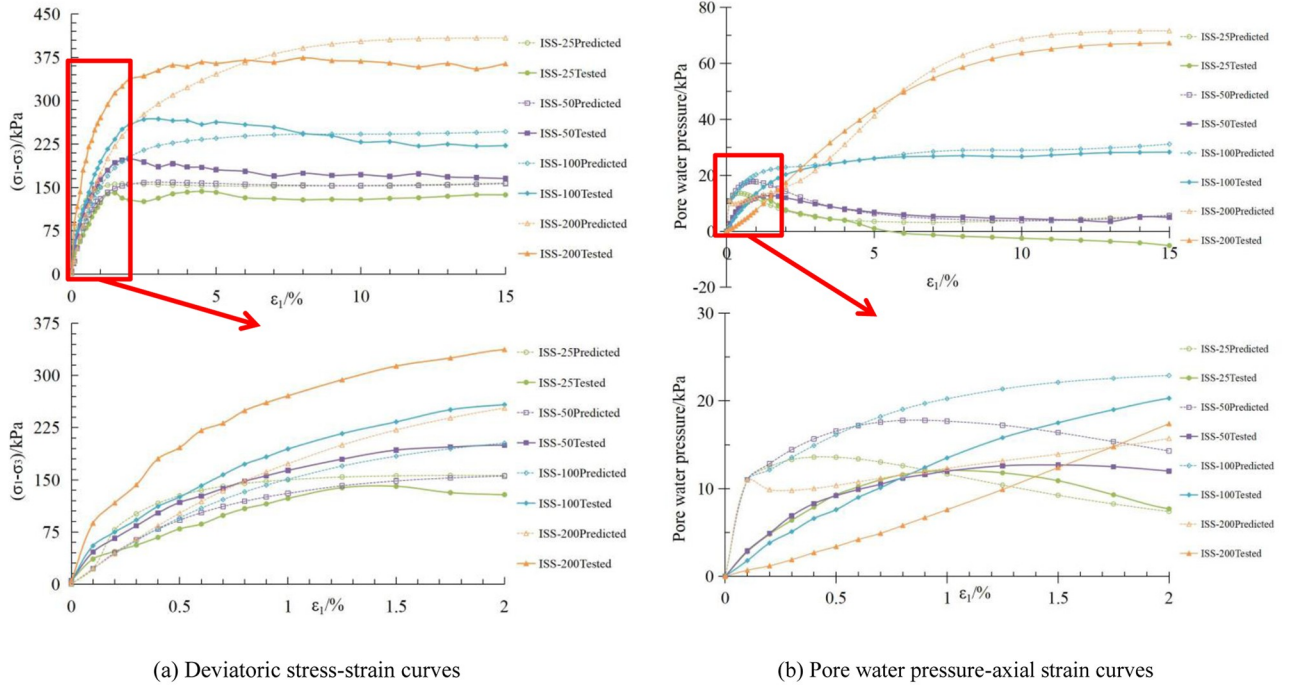 450
375
300
225
150
75
0
(σ₁-σ₃)/kPa
0 5 10 15
ε₁/%
ISS-25Predicted
ISS-25Tested
ISS-50Predicted
ISS-50Tested
ISS-100Predicted
ISS-100Tested
ISS-200Predicted
ISS-200Tested
80
60
40
20
0
-20
Pore water pressure/kPa
0 5 10 15
ε₁/%
ISS-25Predicted
ISS-25Tested
ISS-50Predicted
ISS-50Tested
ISS-100Predicted
ISS-100Tested
ISS-200Predicted
ISS-200Tested
375
300
225
150
75
0
(σ₁-σ₃)/kPa
0 0.5 1 1.5 2
ε₁/%
ISS-25Predicted
ISS-25Tested
ISS-50Predicted
ISS-50Tested
ISS-100Predicted
ISS-100Tested
ISS-200Predicted
ISS-200Tested
30
20
10
0
Pore water pressure/kPa
0 0.5 1 1.5 2
ε₁/%
ISS-25Predicted
ISS-25Tested
ISS-50Predicted
ISS-50Tested
ISS-100Predicted
ISS-100Tested
ISS-200Predicted
ISS-200Tested
(a) Deviatoric stress-strain curves
(b) Pore water pressure-axial strain curves